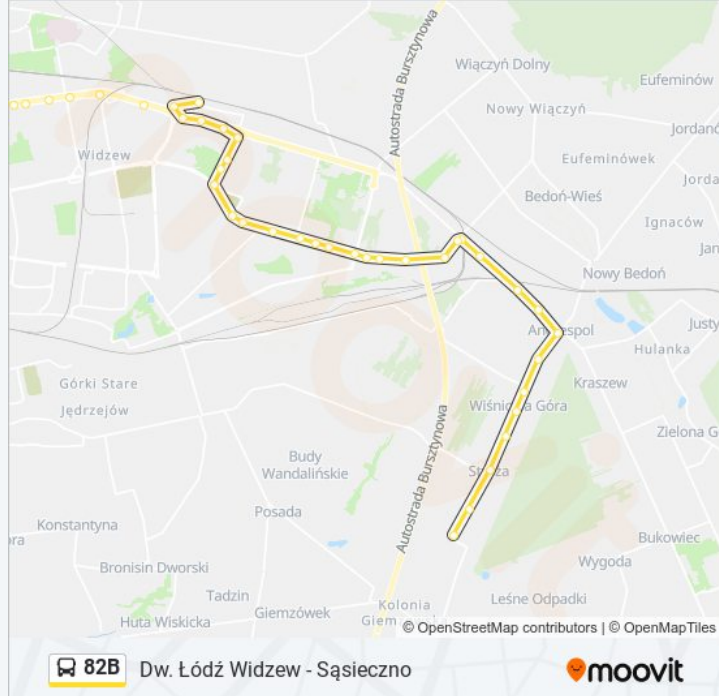 Autostrada Bursztynowa
Wiączyń Dolny
Eufeminów
Nowy Wiączyń
Jordanó
Widzew
Eufeminówek
Jorda
Bedoń-Wieś
Ignaców
Jan
Nowy Bedoń
Justy
Hulanka
Górki Stare
Jędrzejów
Kraszew
Zielona G
Autostrada Bursztynowa
Budy
Wandalińskie
Posada
Konstantyna
ora
Bukowiec
Bronisin Dworski
Wygoda
Tadzin
Leśne Odpadki
Huta Wiskicka
Giemzówek
Kolonia
© OpenStreetMap contributors | © OpenMapTiles
82B Dw. Łódź Widzew - Sąsieczno
moovit